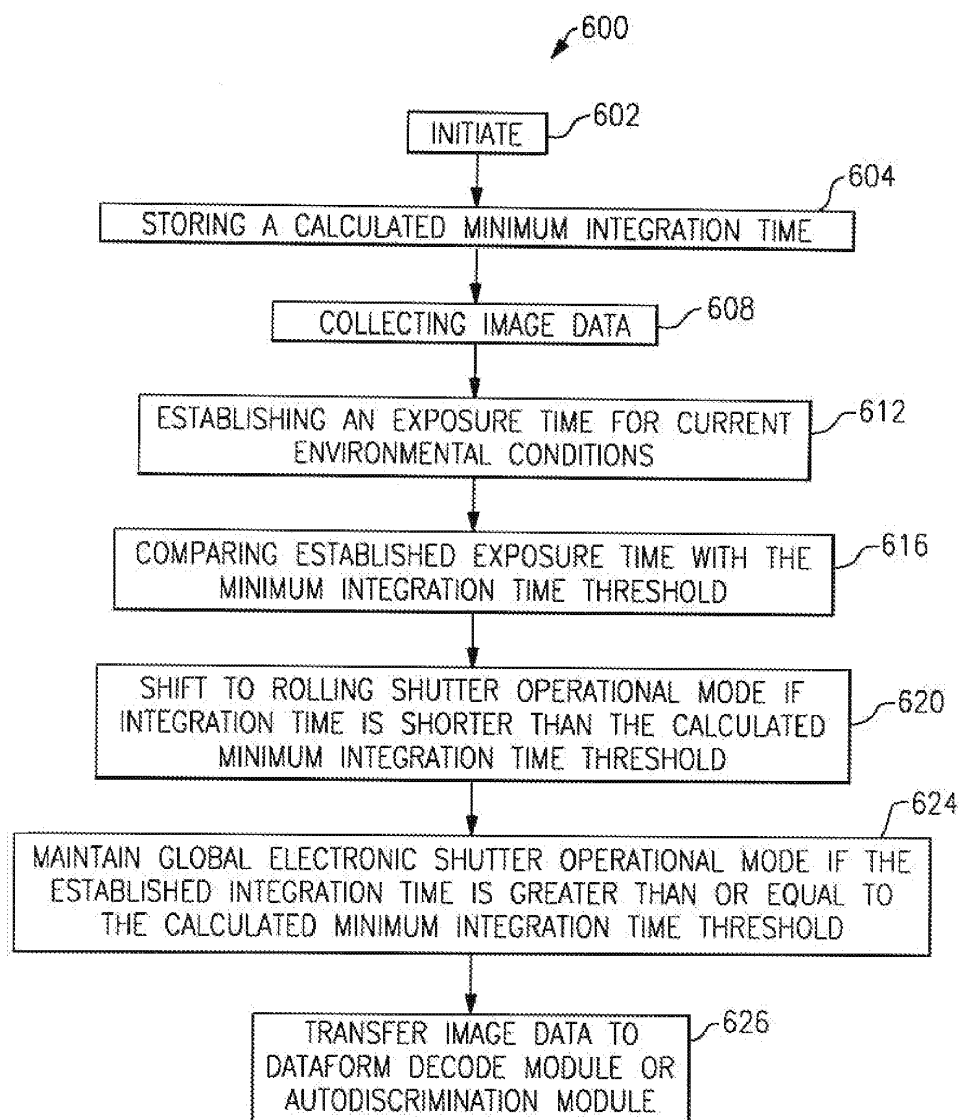 600
INITIATE
602
604
STORING A CALCULATED MINIMUM INTEGRATION TIME
COLLECTING IMAGE DATA
608
ESTABLISHING AN EXPOSURE TIME FOR CURRENT
ENVIRONMENTAL CONDITIONS
612
COMPARING ESTABLISHED EXPOSURE TIME WITH THE
MINIMUM INTEGRATION TIME THRESHOLD
616
SHIFT TO ROLLING SHUTTER OPERATIONAL MODE IF
INTEGRATION TIME IS SHORTER THAN THE CALCULATED
MINIMUM INTEGRATION TIME THRESHOLD
620
624
MAINTAIN GLOBAL ELECTRONIC SHUTTER OPERATIONAL MODE IF THE
ESTABLISHED INTEGRATION TIME IS GREATER THAN OR EQUAL TO
THE CALCULATED MINIMUM INTEGRATION TIME THRESHOLD
TRANSFER IMAGE DATA TO
DATAFORM DECODE MODULE OR
AUTODISCRIMINATION MODULE
626